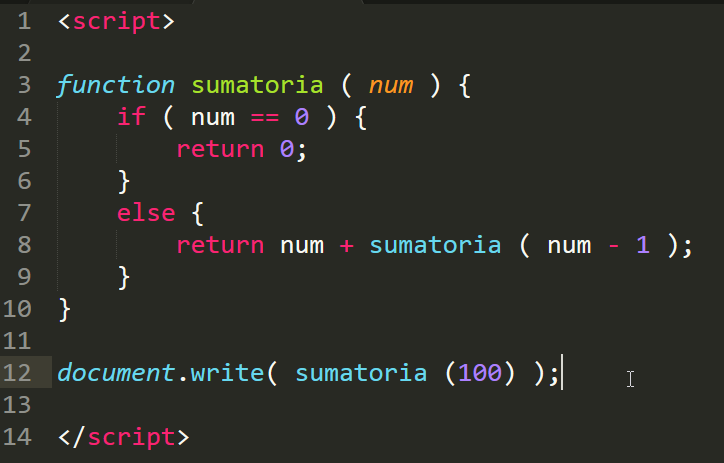 1 <script>
2
3 function sumatoria ( num ) {
4 if ( num == 0 ) {
5 return 0;
6 }
7 else {
8 return num + sumatoria ( num - 1 );
9 }
10 }
11
12 document.write( sumatoria (100) );
13
14 </script>